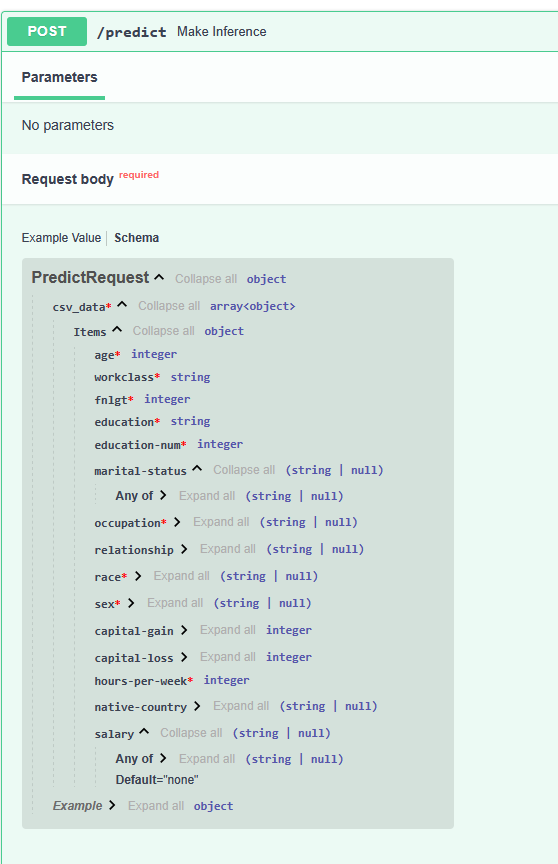 POST /predict Make Inference
Parameters
No parameters
Request body required
Example Value Schema
PredictRequest Collapse all object
csv_data* Collapse all array<object>
Items Collapse all object
age* integer
workclass* string
fnlgt* integer
education* string
education-num* integer
marital-status Collapse all (string | null)
Any of Expand all (string | null)
occupation* Expand all (string | null)
relationship Expand all (string | null)
race* Expand all (string | null)
sex* Expand all (string | null)
capital-gain Expand all integer
capital-loss Expand all integer
hours-per-week* integer
native-country Expand all (string | null)
salary Collapse all (string | null)
Any of Expand all (string | null)
Default="none"
Example Expand all object